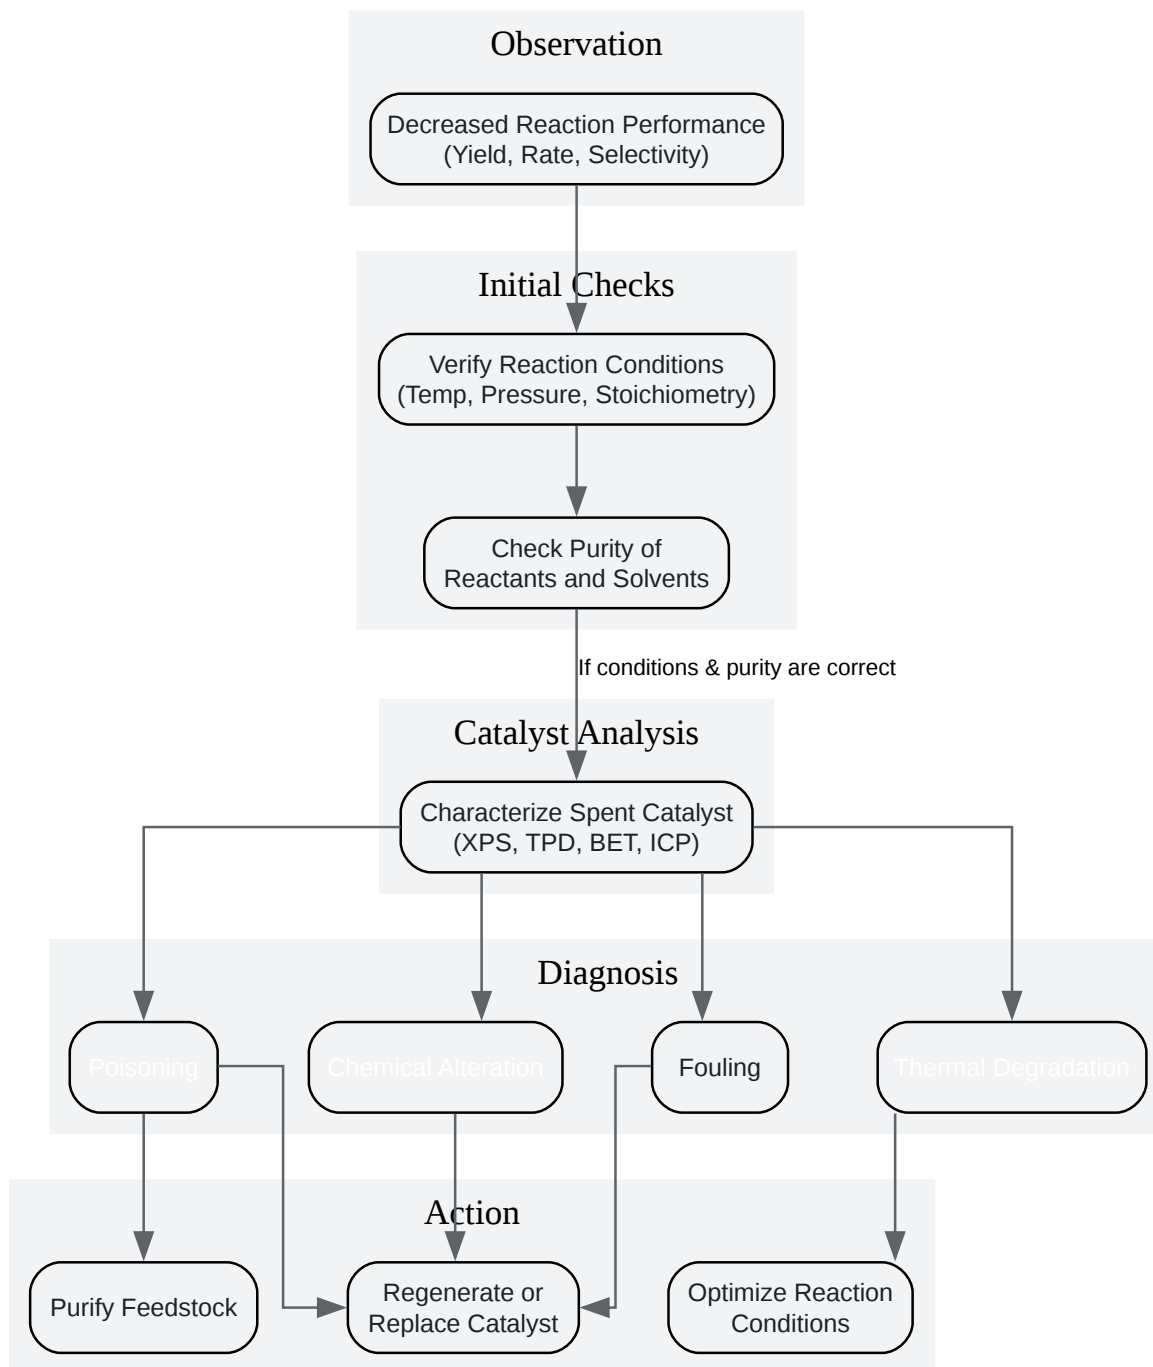 Observation
Decreased Reaction Performance
(Yield, Rate, Selectivity)
Initial Checks
Verify Reaction Conditions
(Temp, Pressure, Stoichiometry)
Check Purity of
Reactants and Solvents
If conditions & purity are correct
Catalyst Analysis
Characterize Spent Catalyst
(XPS, TPD, BET, ICP)
Diagnosis
Poisoning
Chemical Alteration
Fouling
Thermal Degradation
Action
Purify Feedstock
Regenerate or
Replace Catalyst
Optimize Reaction
Conditions